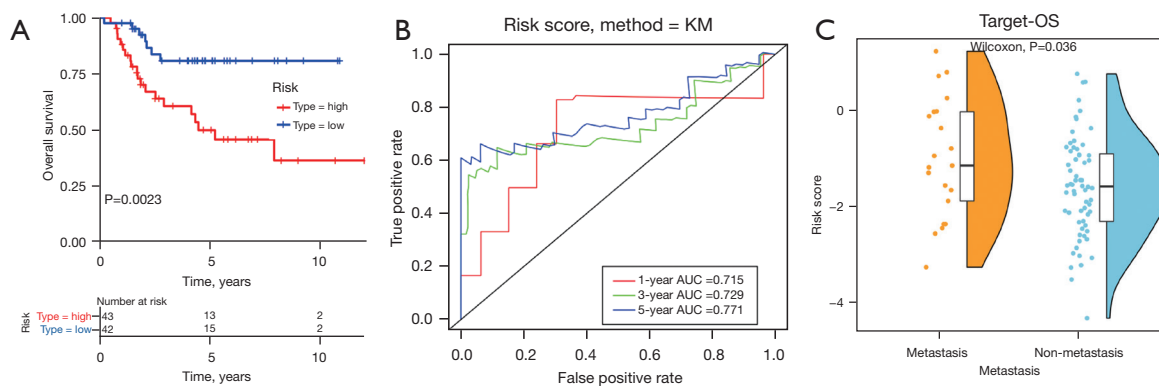 A
1.00
0.75
0.50
0.25
0.00
Overall survival
Risk
Type = high
Type = low
P=0.0023
0
5
10
Time, years
Number at risk
Risk
Type = high
43
13
2
Type = low
42
15
2
0
5
10
Time, years
B
Risk score, method = KM
1.0
0.8
0.6
0.4
0.2
0.0
True positive rate
1-year AUC =0.715
3-year AUC =0.729
5-year AUC =0.771
0.0
0.2
0.4
0.6
0.8
1.0
False positive rate
C
Target-OS
Wilcoxon, P=0.036
0
−2
−4
Risk score
Metastasis
Non-metastasis
Metastasis